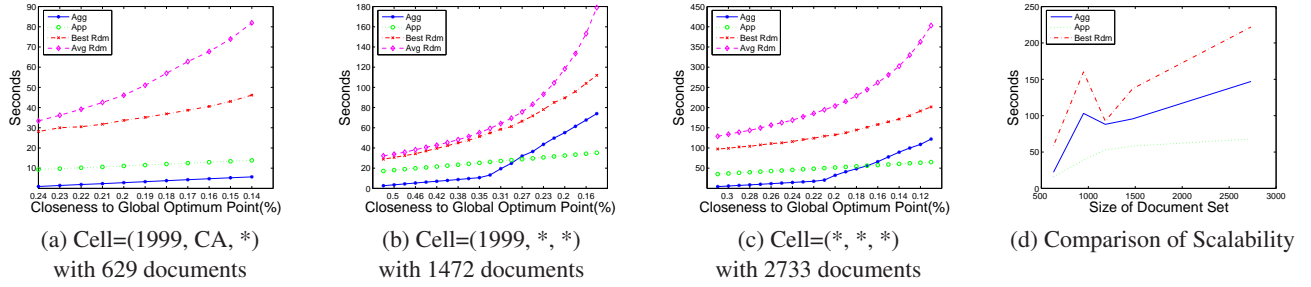 90
80
70
60
50
40
30
20
10
Seconds
Agg
App
Best Rdm
Avg Rdm
0.24 0.23 0.22 0.21 0.2 0.19 0.18 0.17 0.16 0.15 0.14
Closeness to Global Optimum Point(%)
(a) Cell=(1999, CA, *)
with 629 documents
180
160
140
120
100
80
60
40
20
0
Seconds
Agg
App
Best Rdm
Avg Rdm
0.5 0.46 0.42 0.38 0.35 0.31 0.27 0.23 0.2 0.16
Closeness to Global Optimum Point(%)
(b) Cell=(1999, *, *)
with 1472 documents
450
400
350
300
250
200
150
100
50
0
Seconds
Agg
App
Best Rdm
Avg Rdm
0.3 0.28 0.26 0.24 0.22 0.2 0.18 0.16 0.14 0.12
Closeness to Global Optimum Point(%)
(c) Cell=(*, *, *)
with 2733 documents
250
200
150
100
50
0
Seconds
Agg
App
Best Rdm
500 1000 1500 2000 2500 3000
Size of Document Set
(d) Comparison of Scalability